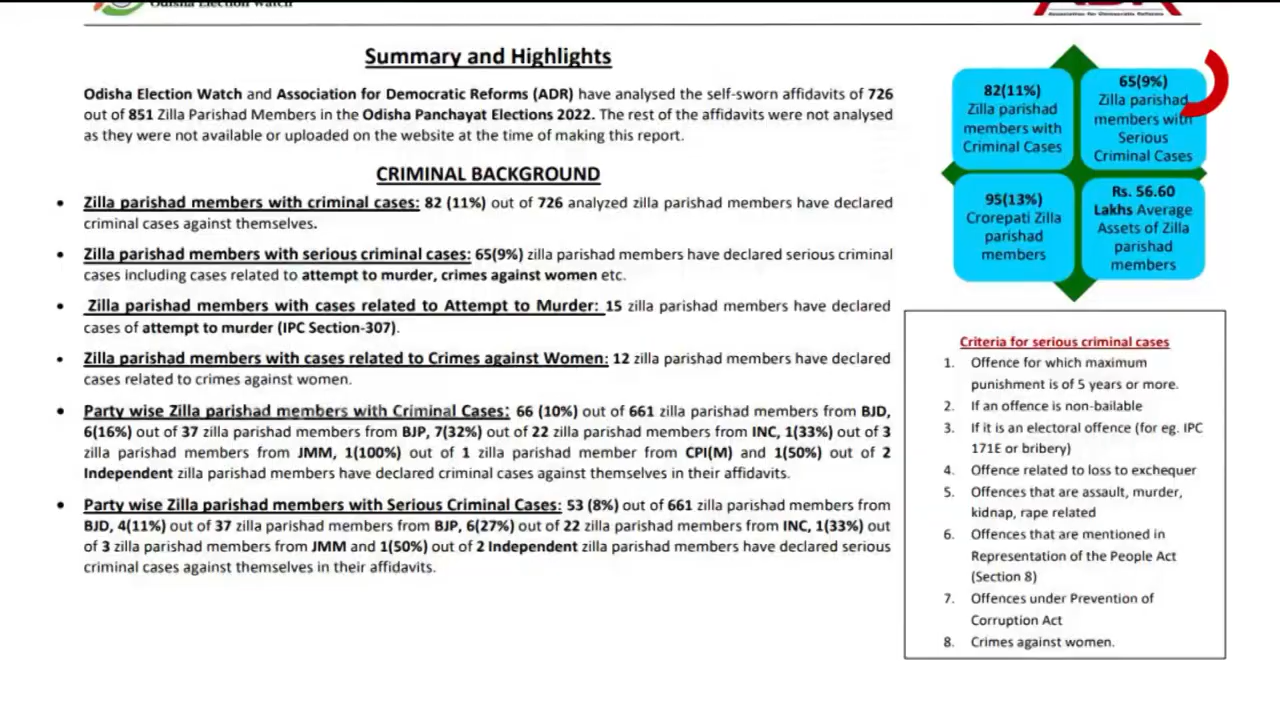 Odisha Election Watch
Summary and Highlights
Odisha Election Watch and Association for Democratic Reforms (ADR) have analysed the self-sworn affidavits of 726
out of 851 Zilla Parishad Members in the Odisha Panchayat Elections 2022. The rest of the affidavits were not analysed
as they were not available or uploaded on the website at the time of making this report.
CRIMINAL BACKGROUND
• Zilla parishad members with criminal cases: 82 (11%) out of 726 analyzed zilla parishad members have declared
criminal cases against themselves.
• Zilla parishad members with serious criminal cases: 65(9%) zilla parishad members have declared serious criminal
cases including cases related to attempt to murder, crimes against women etc.
• Zilla parishad members with cases related to Attempt to Murder: 15 zilla parishad members have declared
cases of attempt to murder (IPC Section-307).
• Zilla parishad members with cases related to Crimes against Women: 12 zilla parishad members have declared
cases related to crimes against women.
• Party wise Zilla parishad members with Criminal Cases: 66 (10%) out of 661 zilla parishad members from BJD,
6(16%) out of 37 zilla parishad members from BJP, 7(32%) out of 22 zilla parishad members from INC, 1(33%) out of 3
zilla parishad members from JMM, 1(100%) out of 1 zilla parishad member from CPI(M) and 1(50%) out of 2
Independent zilla parishad members have declared criminal cases against themselves in their affidavits.
• Party wise Zilla parishad members with Serious Criminal Cases: 53 (8%) out of 661 zilla parishad members from
BJD, 4(11%) out of 37 zilla parishad members from BJP, 6(27%) out of 22 zilla parishad members from INC, 1(33%) out
of 3 zilla parishad members from JMM and 1(50%) out of 2 Independent zilla parishad members have declared serious
criminal cases against themselves in their affidavits.
ADR
Association for Democratic Reforms
82(11%)
Zilla parishad
members with
Criminal Cases
65(9%)
Zilla parishad
members with
Serious
Criminal Cases
95(13%)
Crorepati Zilla
parishad
members
Rs. 56.60
Lakhs Average
Assets of Zilla
parishad
members
Criteria for serious criminal cases
1. Offence for which maximum
punishment is of 5 years or more.
2. If an offence is non-bailable
3. If it is an electoral offence (for eg. IPC
171E or bribery)
4. Offence related to loss to exchequer
5. Offences that are assault, murder,
kidnap, rape related
6. Offences that are mentioned in
Representation of the People Act
(Section 8)
7. Offences under Prevention of
Corruption Act
8. Crimes against women.